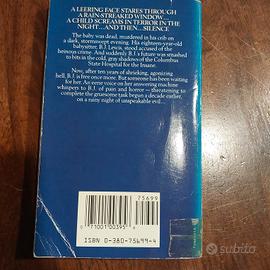 A LEERING FACE STARES THROUGH
A RAIN-STREAKED WINDOW...
A CHILD SCREAMS IN TERROR IN THE
NIGHT...AND THEN...SILENCE
The baby was dead, murdered in his crib on
a dark, stormswept evening. His eighteen-year-old
babysitter, B.J. Lewis, stood accused of the
heinous crime. And suddenly B.J.'s future was smashed
to bits in the cold, gray shadows of the Columbus
State Hospital for the Insane.
Now, after ten years of shrieking, agonizing
hell, B.J. is free once more. But someone has been waiting
for her. An eerie voice on her answering machine
whispers to B.J. of pain and horror — threatening to
complete the gruesome task begun a decade earlier,
on a rainy night of unspeakable evil...
75699
0 71001 00395 6
ISBN 0-380-75699-4
subito